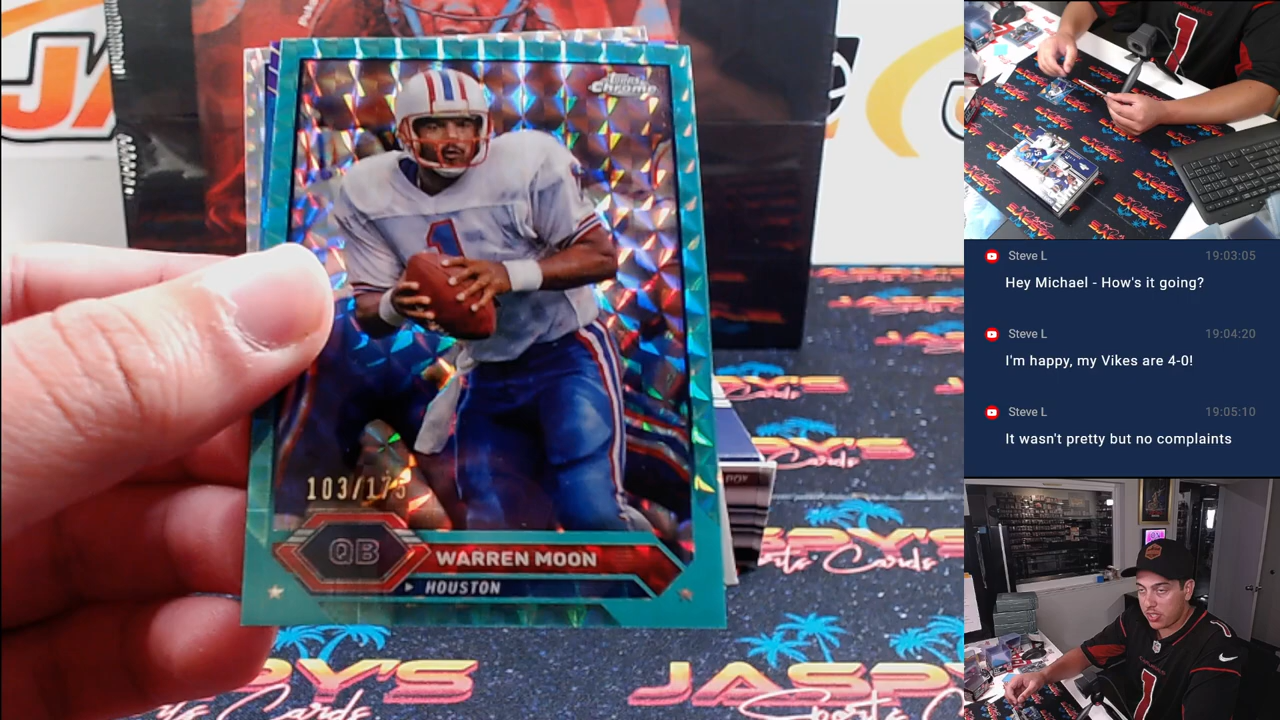 Topps
Chrome
103/175
QB
WARREN MOON
HOUSTON
JASPY'S
Sports Cards
Steve L 19:03:05
Hey Michael - How's it going?
Steve L 19:04:20
I'm happy, my Vikes are 4-0!
Steve L 19:05:10
It wasn't pretty but no complaints